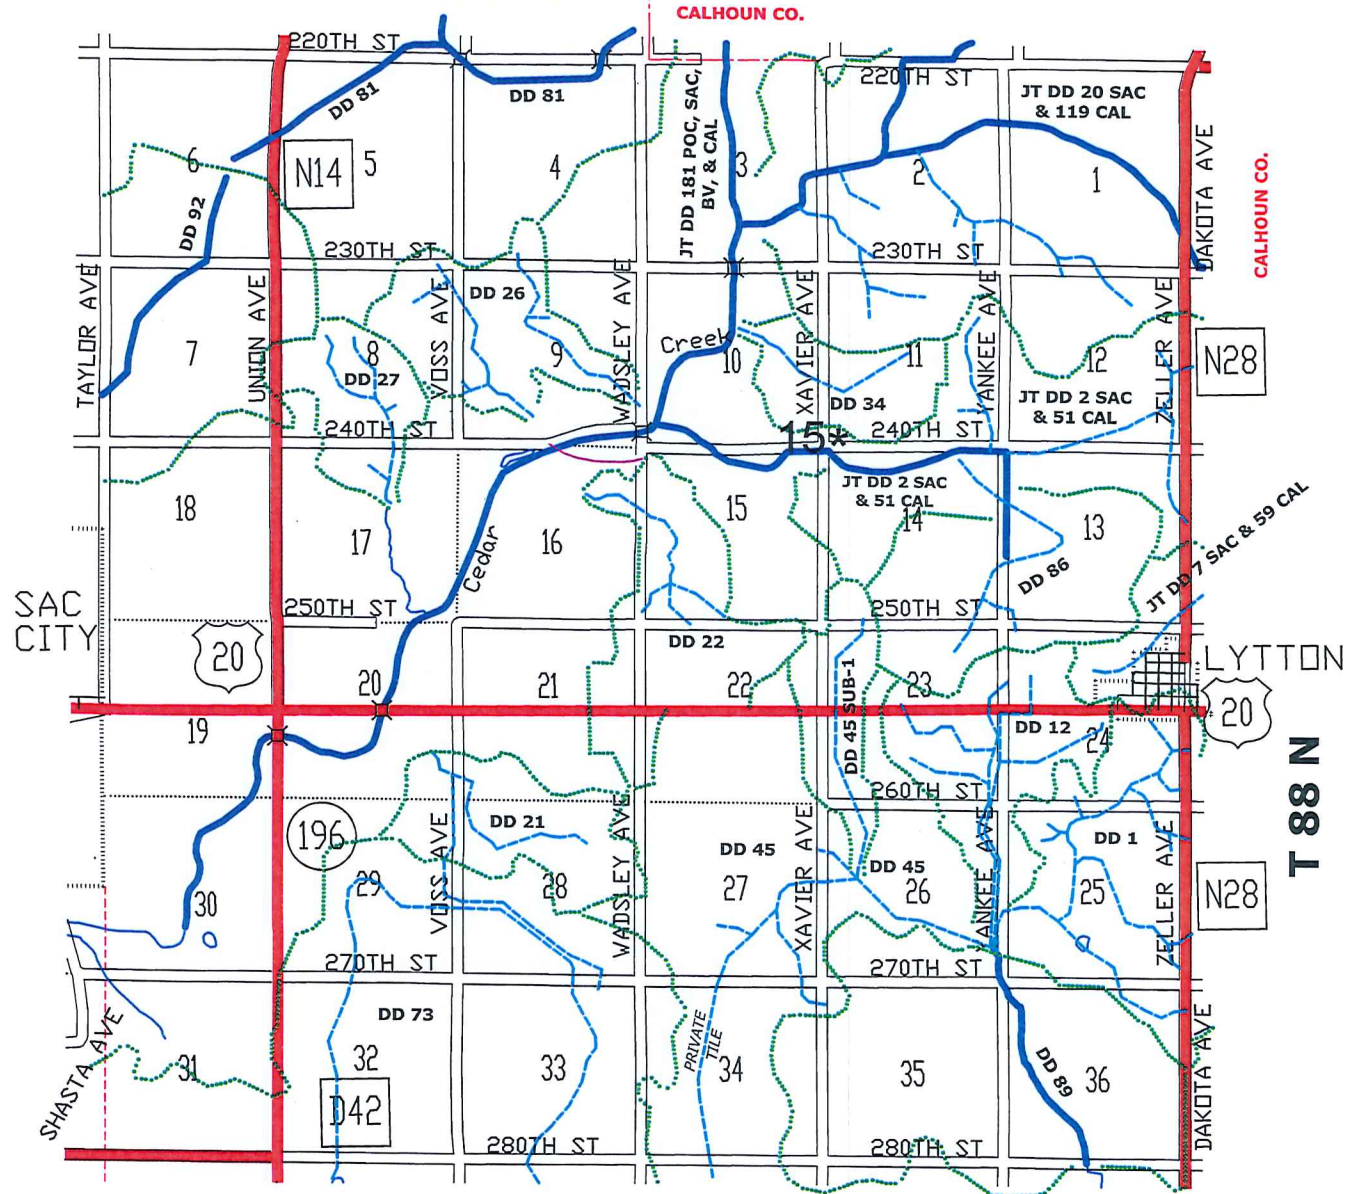 CALHOUN CO.
220TH ST
220TH ST
DD 81
DD 81
JT DD 181 POC, SAC,
BV, & CAL
JT DD 20 SAC
& 119 CAL
DAKOTA AVE
CALHOUN CO.
6
N14
5
4
3
2
1
DD 92
230TH ST
230TH ST
TAYLOR AVE
UNION AVE
VOSS AVE
DD 26
WADSLEY AVE
XAVIER AVE
YANKEE AVE
ZELLER AVE
7
8
9
Creek
10
11
12
N28
DD 27
DD 34
JT DD 2 SAC
& 51 CAL
240TH ST
15*
240TH ST
JT DD 2 SAC
& 51 CAL
18
17
16
15
14
13
Cedar
DD 86
JT DD 7 SAC & 59 CAL
SAC
CITY
250TH ST
250TH ST
20
DD 22
LYTTON
20
21
22
23
DD 45 SUB-1
20
19
DD 12
24
T 88 N
260TH ST
196
DD 21
VOSS AVE
WADSLEY AVE
XAVIER AVE
YANKEE AVE
ZELLER AVE
DD 45
DD 45
DD 1
30
29
28
27
26
25
N28
270TH ST
270TH ST
DD 73
SHASTA AVE
PRIVATE
TILE
DD 89
DAKOTA AVE
31
32
33
34
35
36
D42
280TH ST
280TH ST